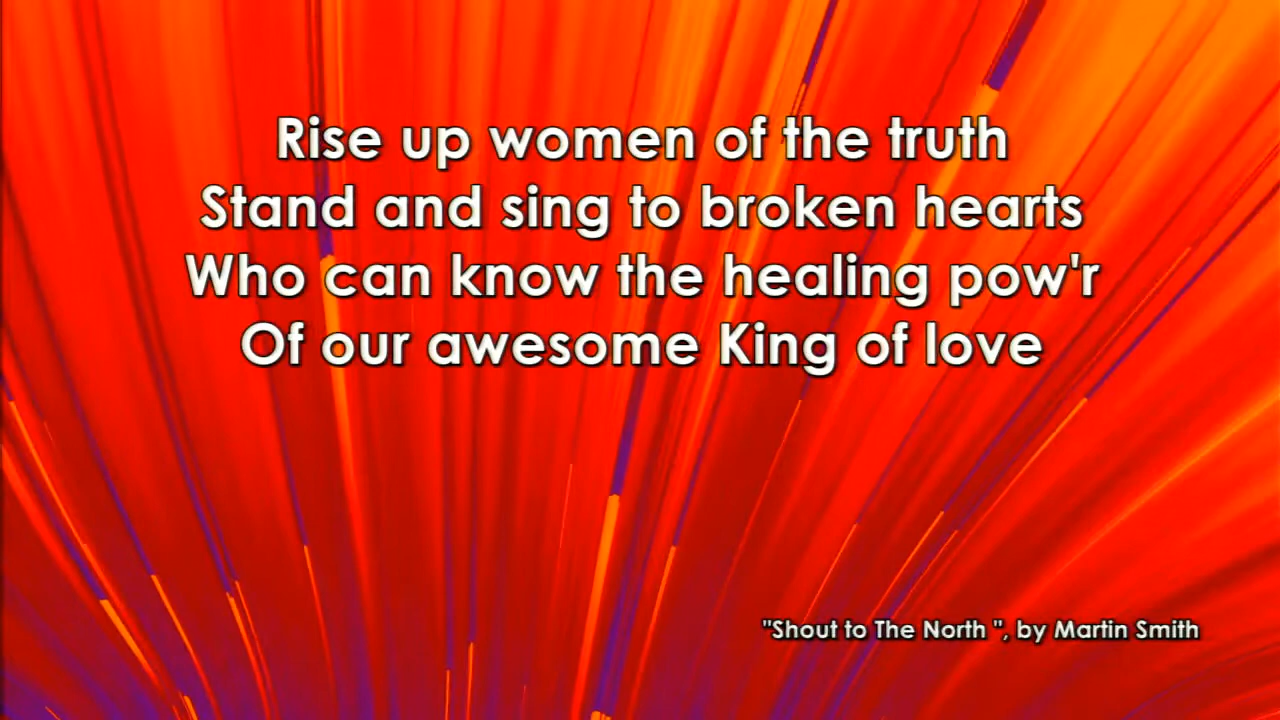 Rise up women of the truth
Stand and sing to broken hearts
Who can know the healing pow'r
Of our awesome King of love
"Shout to The North ", by Martin Smith